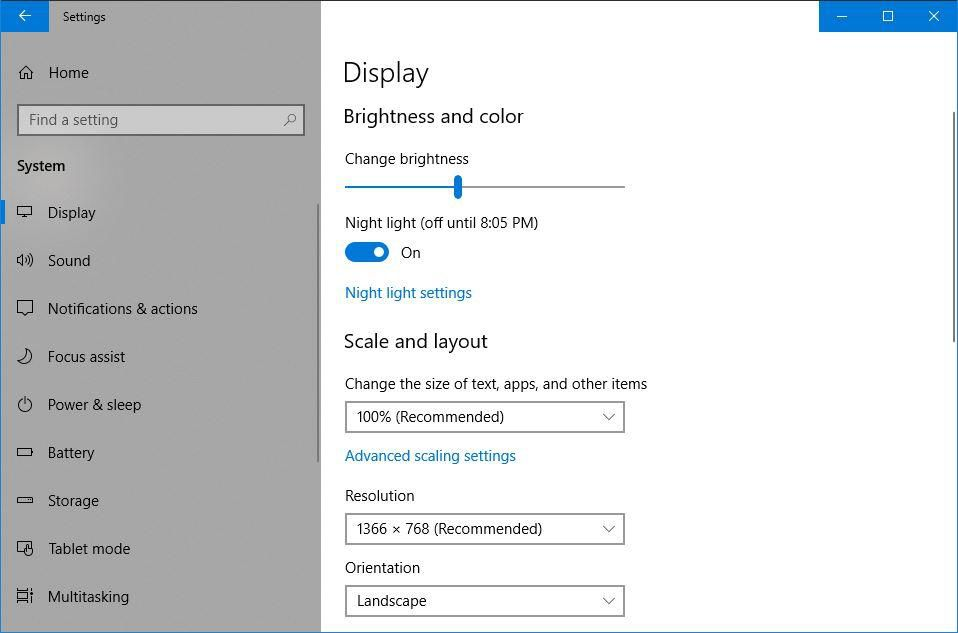 Settings
Home
Find a setting
System
Display
Sound
Notifications & actions
Focus assist
Power & sleep
Battery
Storage
Tablet mode
Multitasking
Display
Brightness and color
Change brightness
Night light (off until 8:05 PM)
On
Night light settings
Scale and layout
Change the size of text, apps, and other items
100% (Recommended)
Advanced scaling settings
Resolution
1366 × 768 (Recommended)
Orientation
Landscape